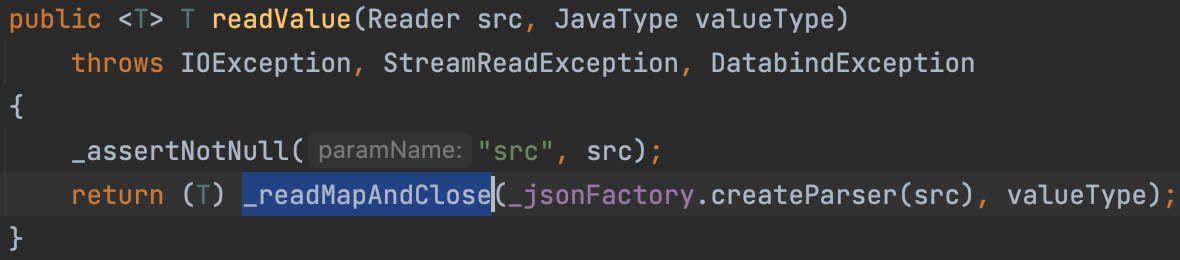 public <T> T readValue(Reader src, JavaType valueType)
    throws IOException, StreamReadException, DatabindException
{
    _assertNotNull( paramName: "src", src);
    return (T) _readMapAndClose(_jsonFactory.createParser(src), valueType);
}